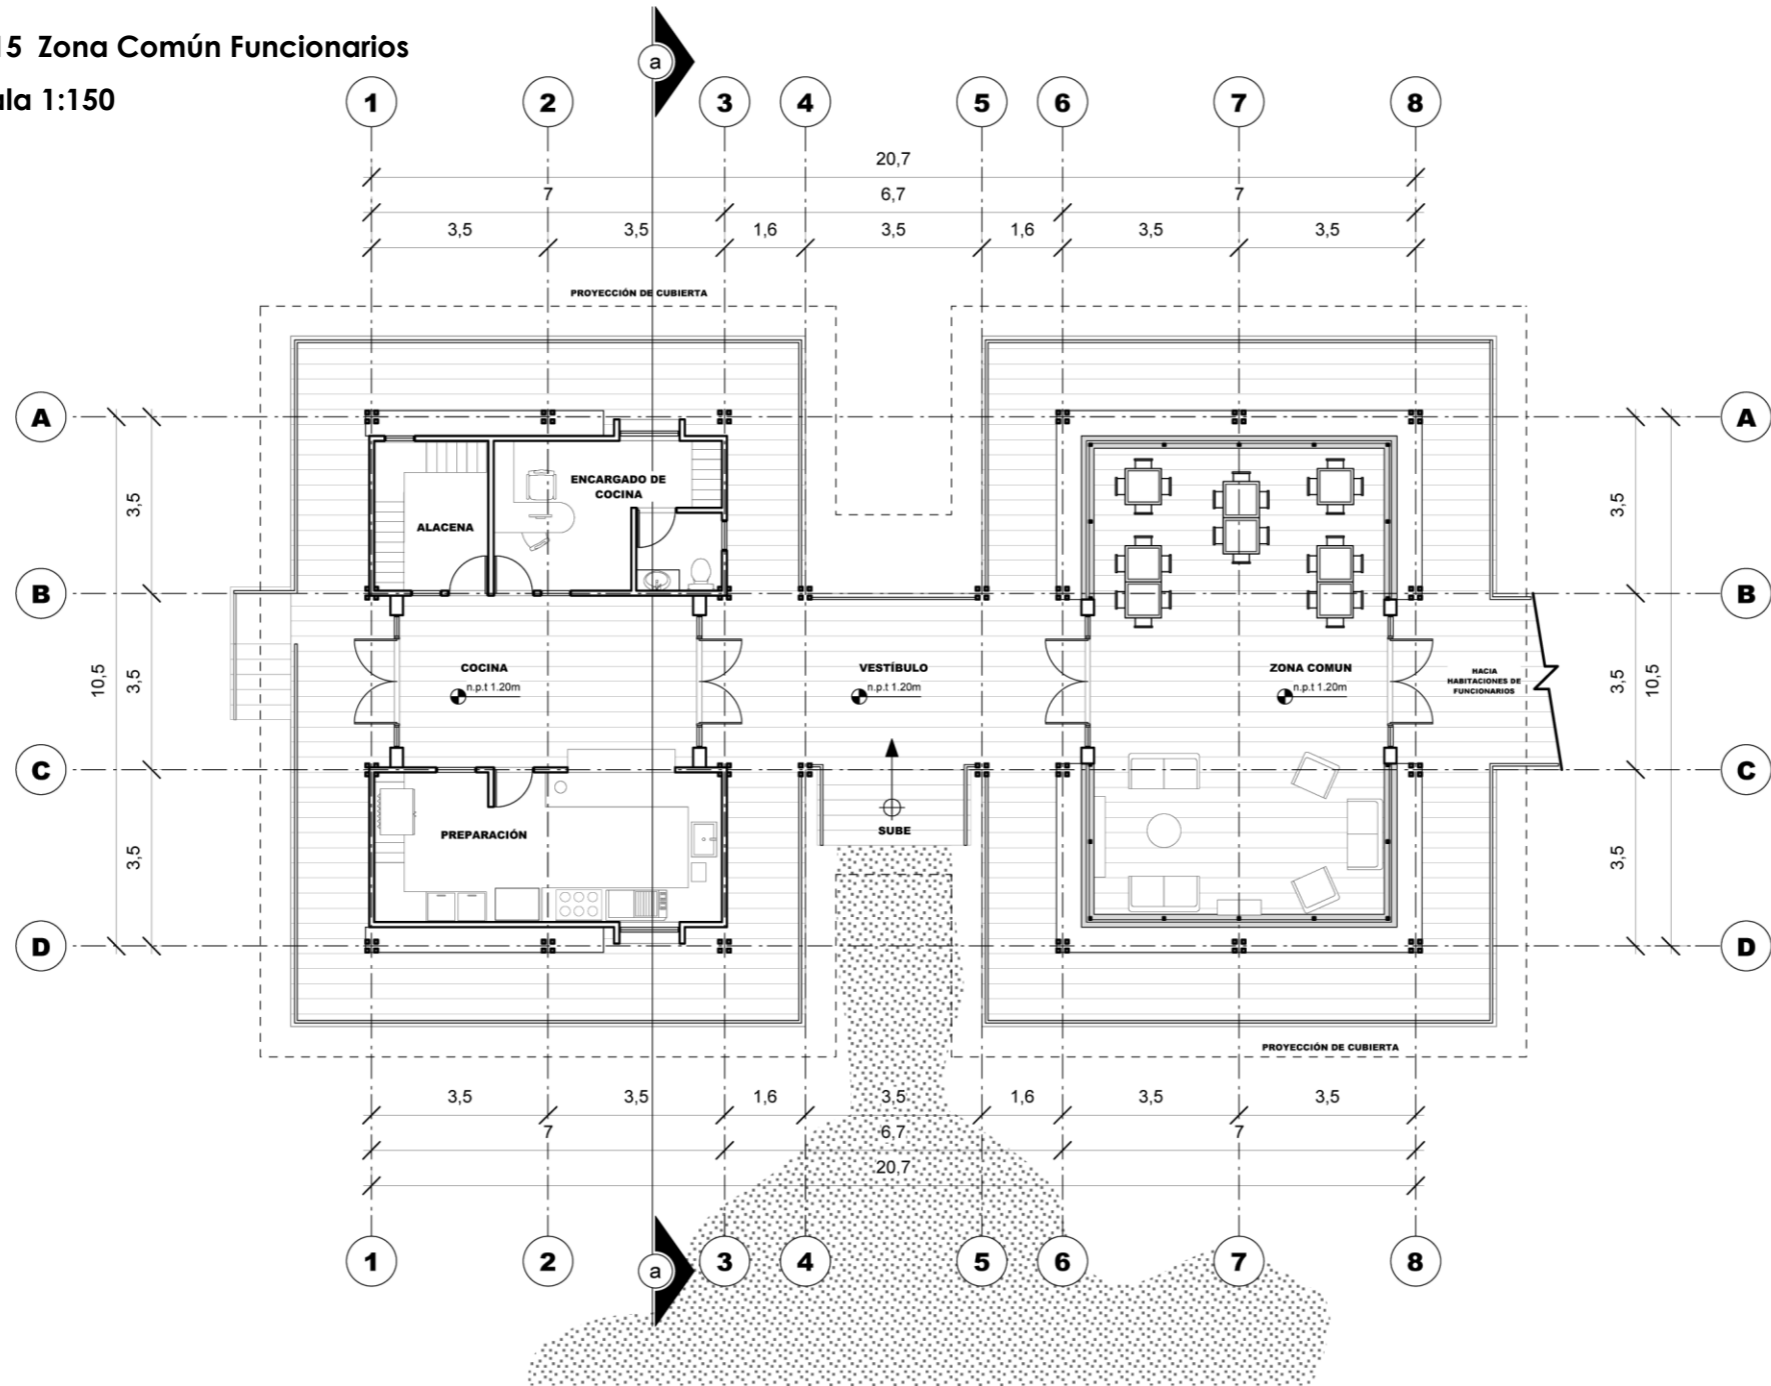 15 Zona Común Funcionarios
ala 1:150
a
1 2 3 4 5 6 7 8
20,7
7 6,7 7
3,5 3,5 1,6 3,5 1,6 3,5 3,5
PROYECCIÓN DE CUBIERTA
A A
ENCARGADO DE
COCINA
3,5 3,5
ALACENA
B B
COCINA VESTÍBULO ZONA COMUN
HACIA
HABITACIONES DE
FUNCIONARIOS
10,5 3,5 3,5 10,5
n.p.t 1.20m n.p.t 1.20m n.p.t 1.20m
C C
SUBE
PREPARACIÓN
3,5 3,5
D D
PROYECCIÓN DE CUBIERTA
3,5 3,5 1,6 3,5 1,6 3,5 3,5
7 6,7 7
20,7
1 2 3 4 5 6 7 8
a